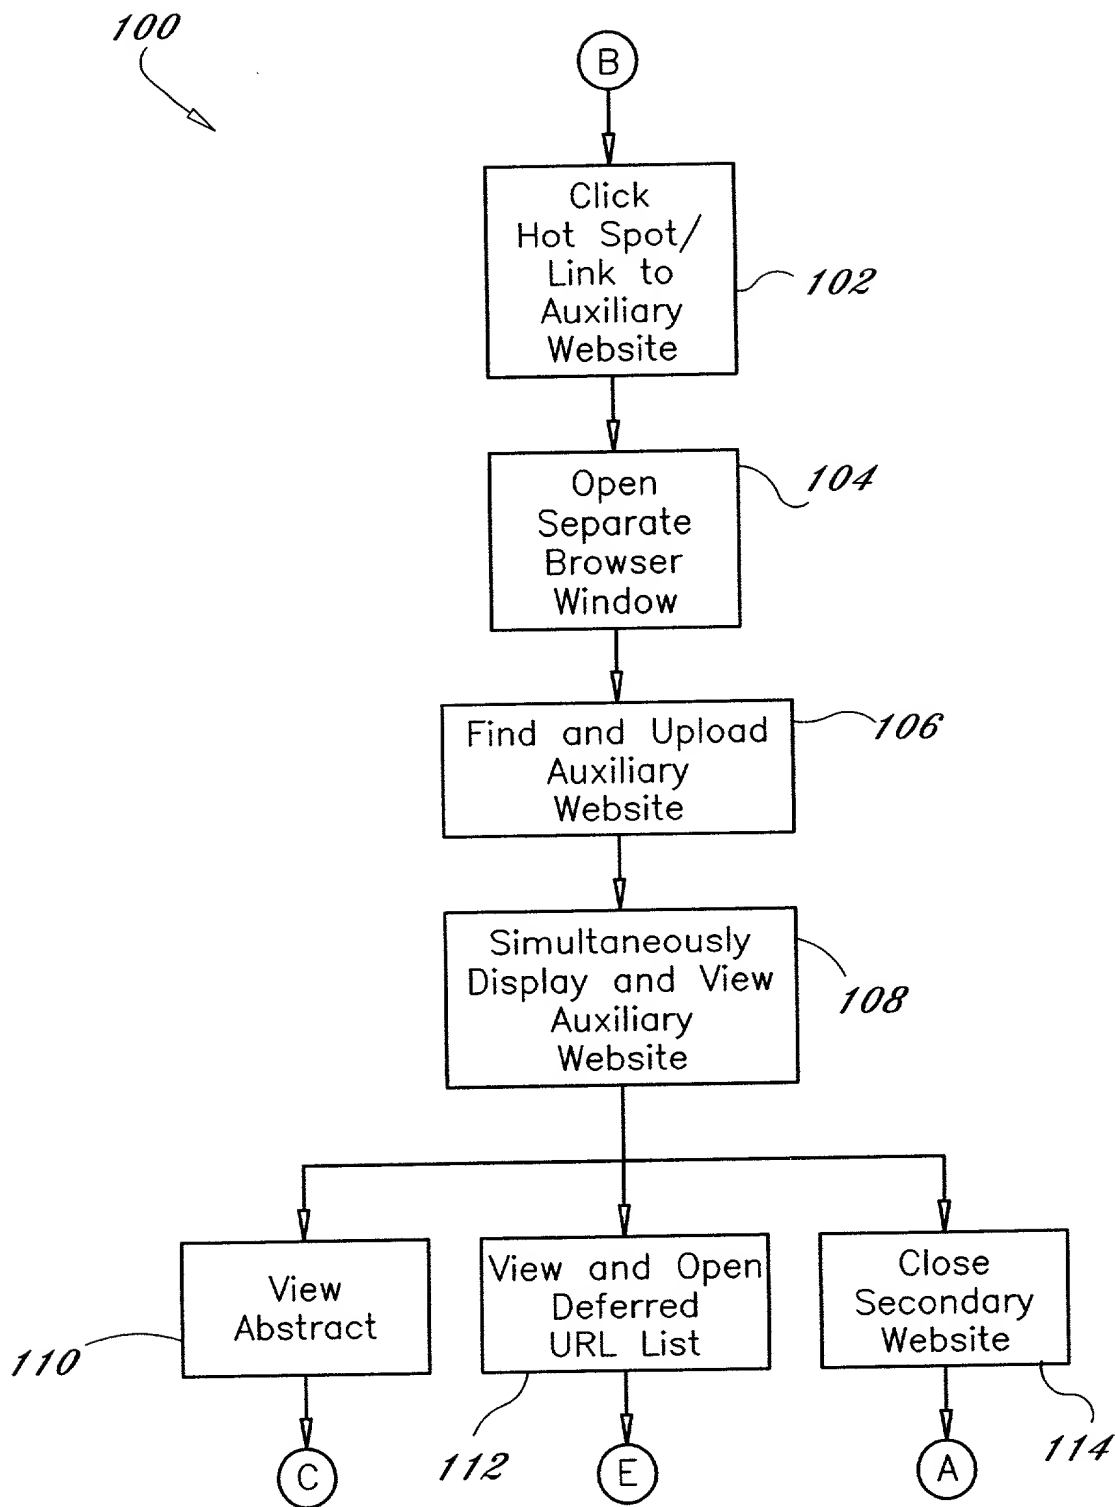 100
B
Click
Hot Spot/
Link to
Auxiliary
Website
102
Open
Separate
Browser
Window
104
Find and Upload
Auxiliary
Website
106
Simultaneously
Display and View
Auxiliary
Website
108
View
Abstract
110
View and Open
Deferred
URL List
112
Close
Secondary
Website
114
C
E
A